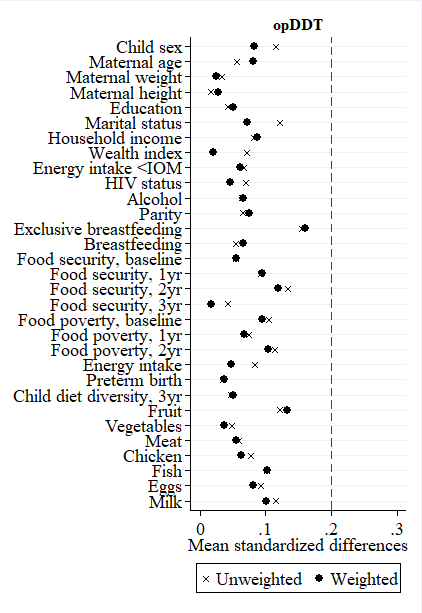 opDDT
Child sex
Maternal age
Maternal weight
Maternal height
Education
Marital status
Household income
Wealth index
Energy intake <IOM
HIV status
Alcohol
Parity
Exclusive breastfeeding
Breastfeeding
Food security, baseline
Food security, 1yr
Food security, 2yr
Food security, 3yr
Food poverty, baseline
Food poverty, 1yr
Food poverty, 2yr
Energy intake
Preterm birth
Child diet diversity, 3yr
Fruit
Vegetables
Meat
Chicken
Fish
Eggs
Milk
0 .1 .2 .3
Mean standardized differences
Unweighted Weighted